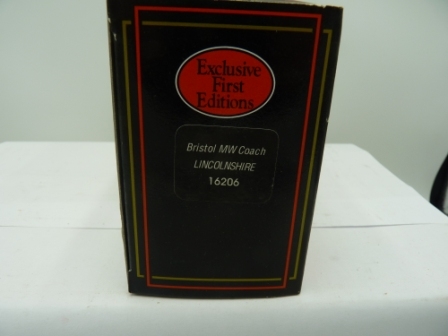 Exclusive
First
Editions
Bristol MW Coach
LINCOLNSHIRE
16206